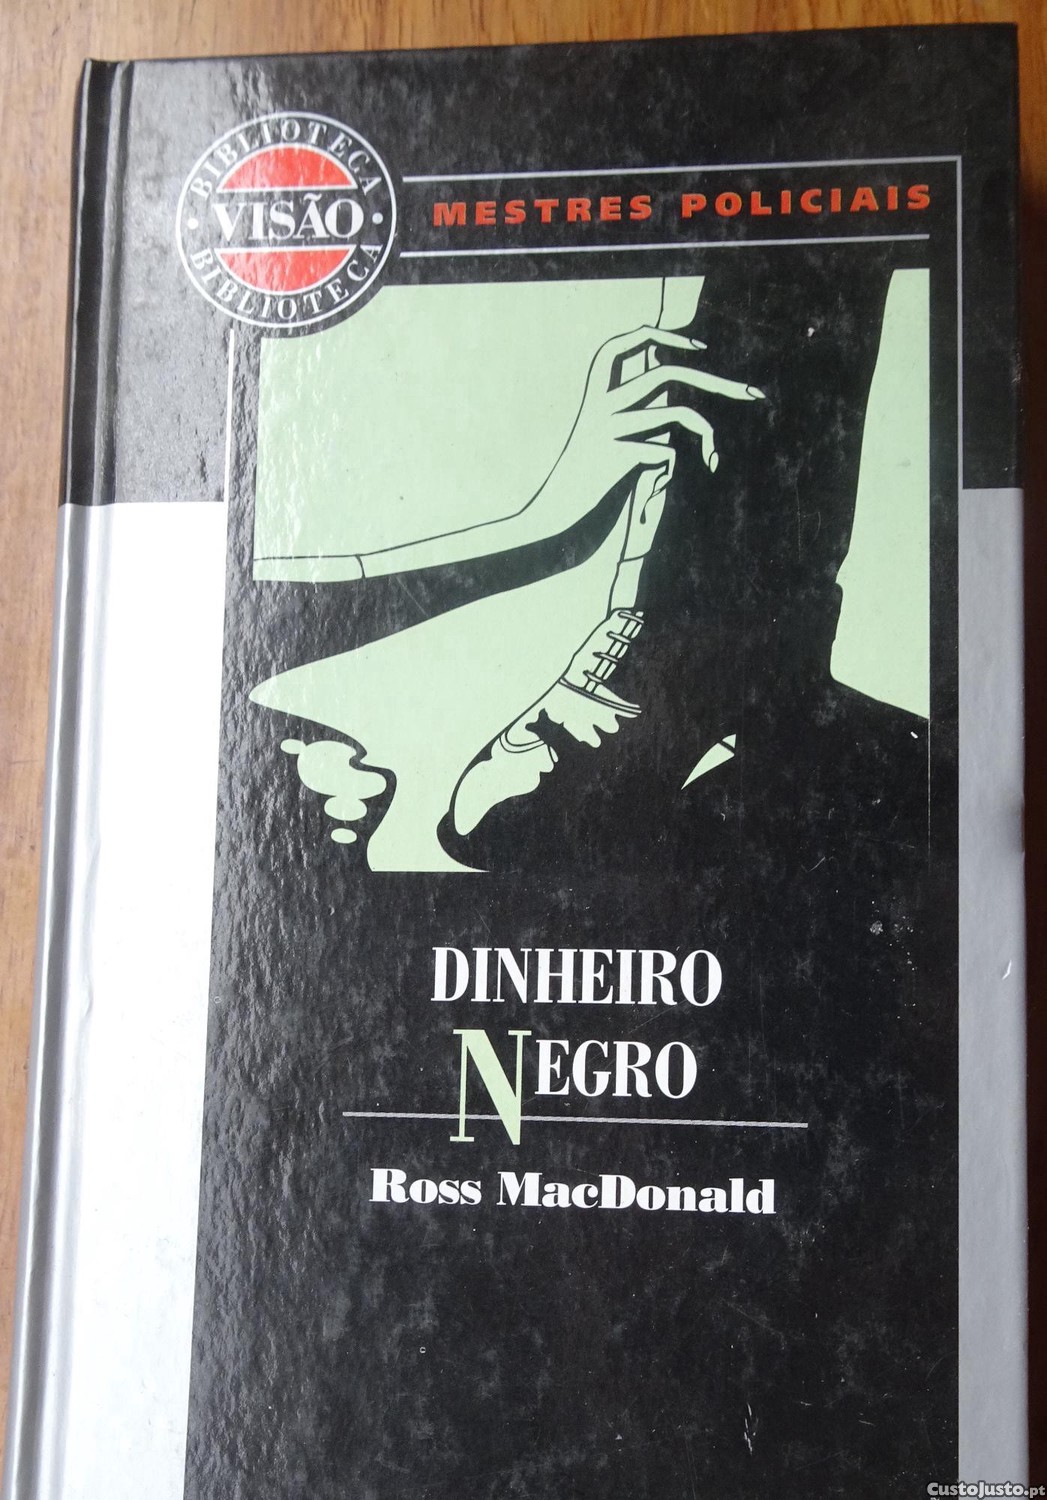 BIBLIOTECA
VISÃO
BIBLIOTECA
MESTRES POLICIAIS
DINHEIRO
NEGRO
ROSS MACDONALD
CustoJusto.pt